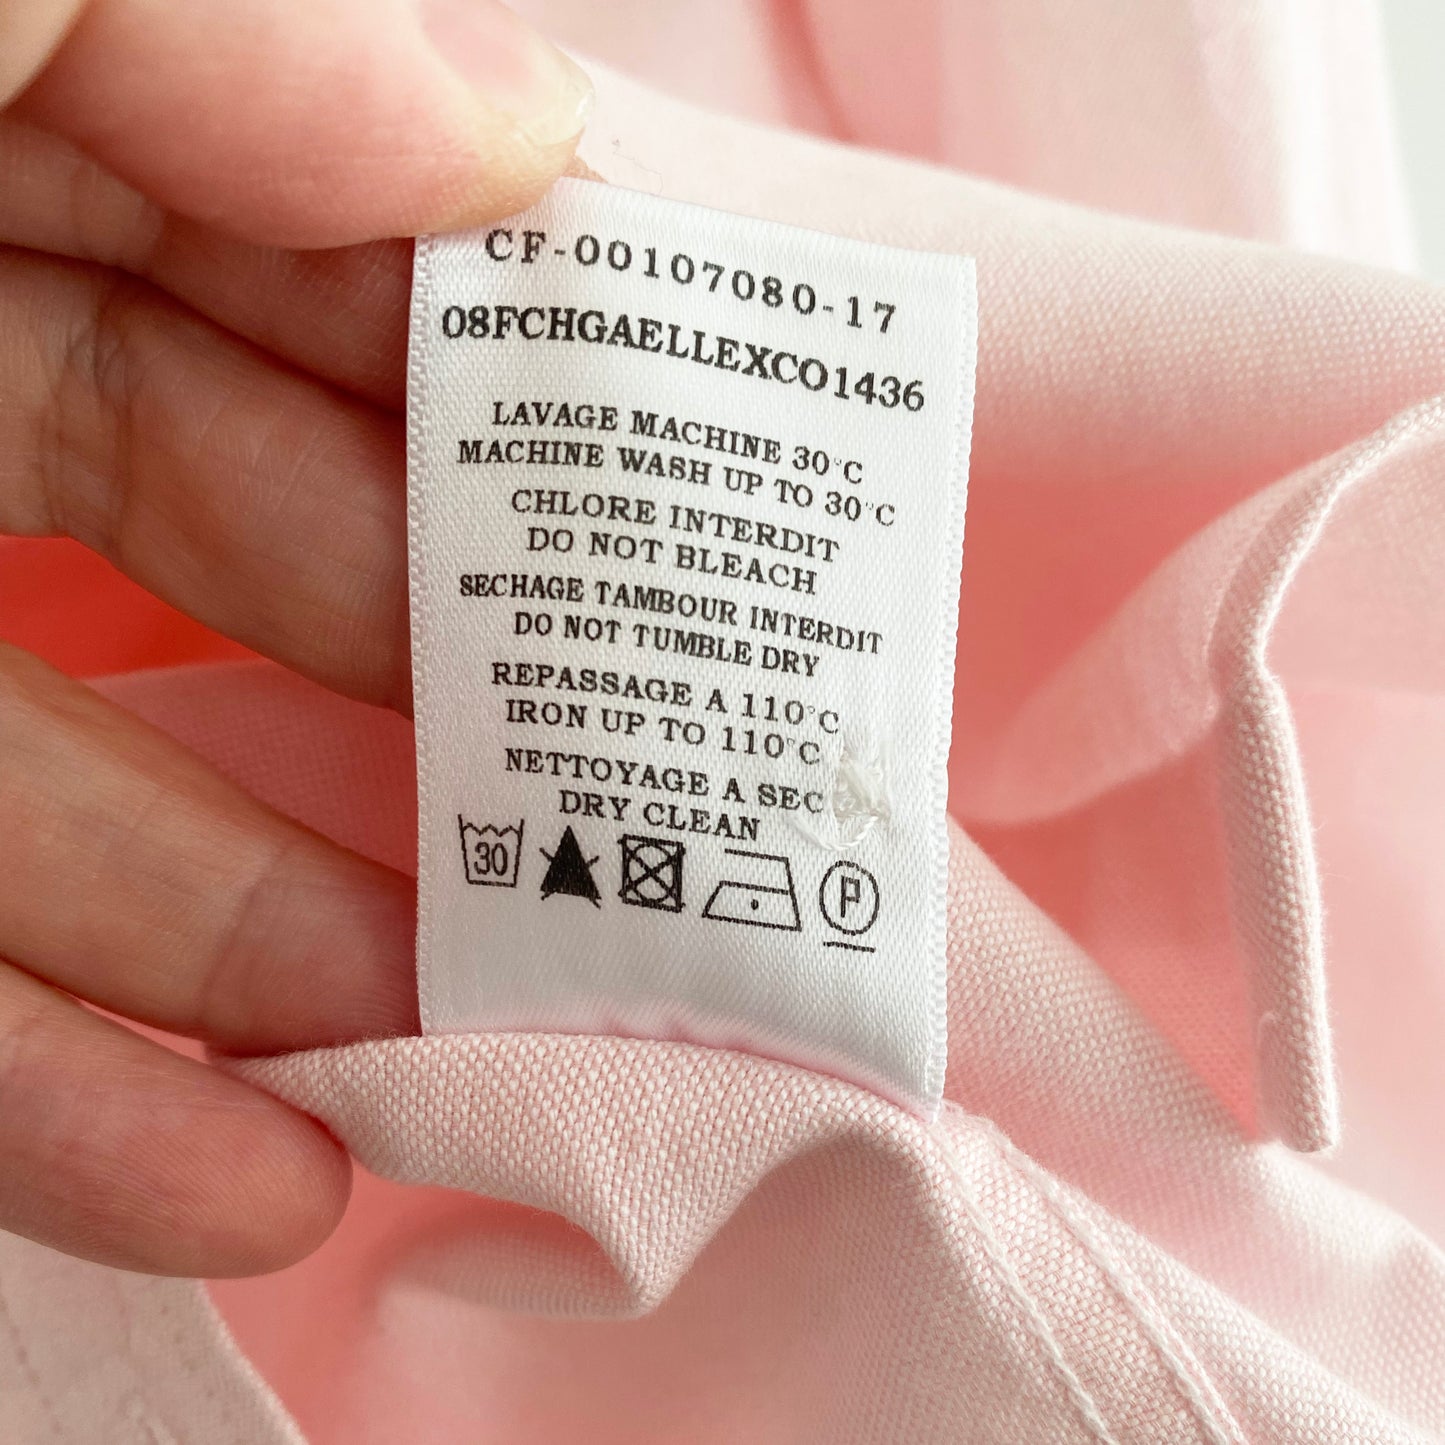 CF-00107080-17
08FCHGAELLEXCO1436
LAVAGE MACHINE 30°C
MACHINE WASH UP TO 30°C
CHLORE INTERDIT
DO NOT BLEACH
SECHAGE TAMBOUR INTERDIT
DO NOT TUMBLE DRY
REPASSAGE A 110°C
IRON UP TO 110°C
NETTOYAGE A SEC
DRY CLEAN
30 P